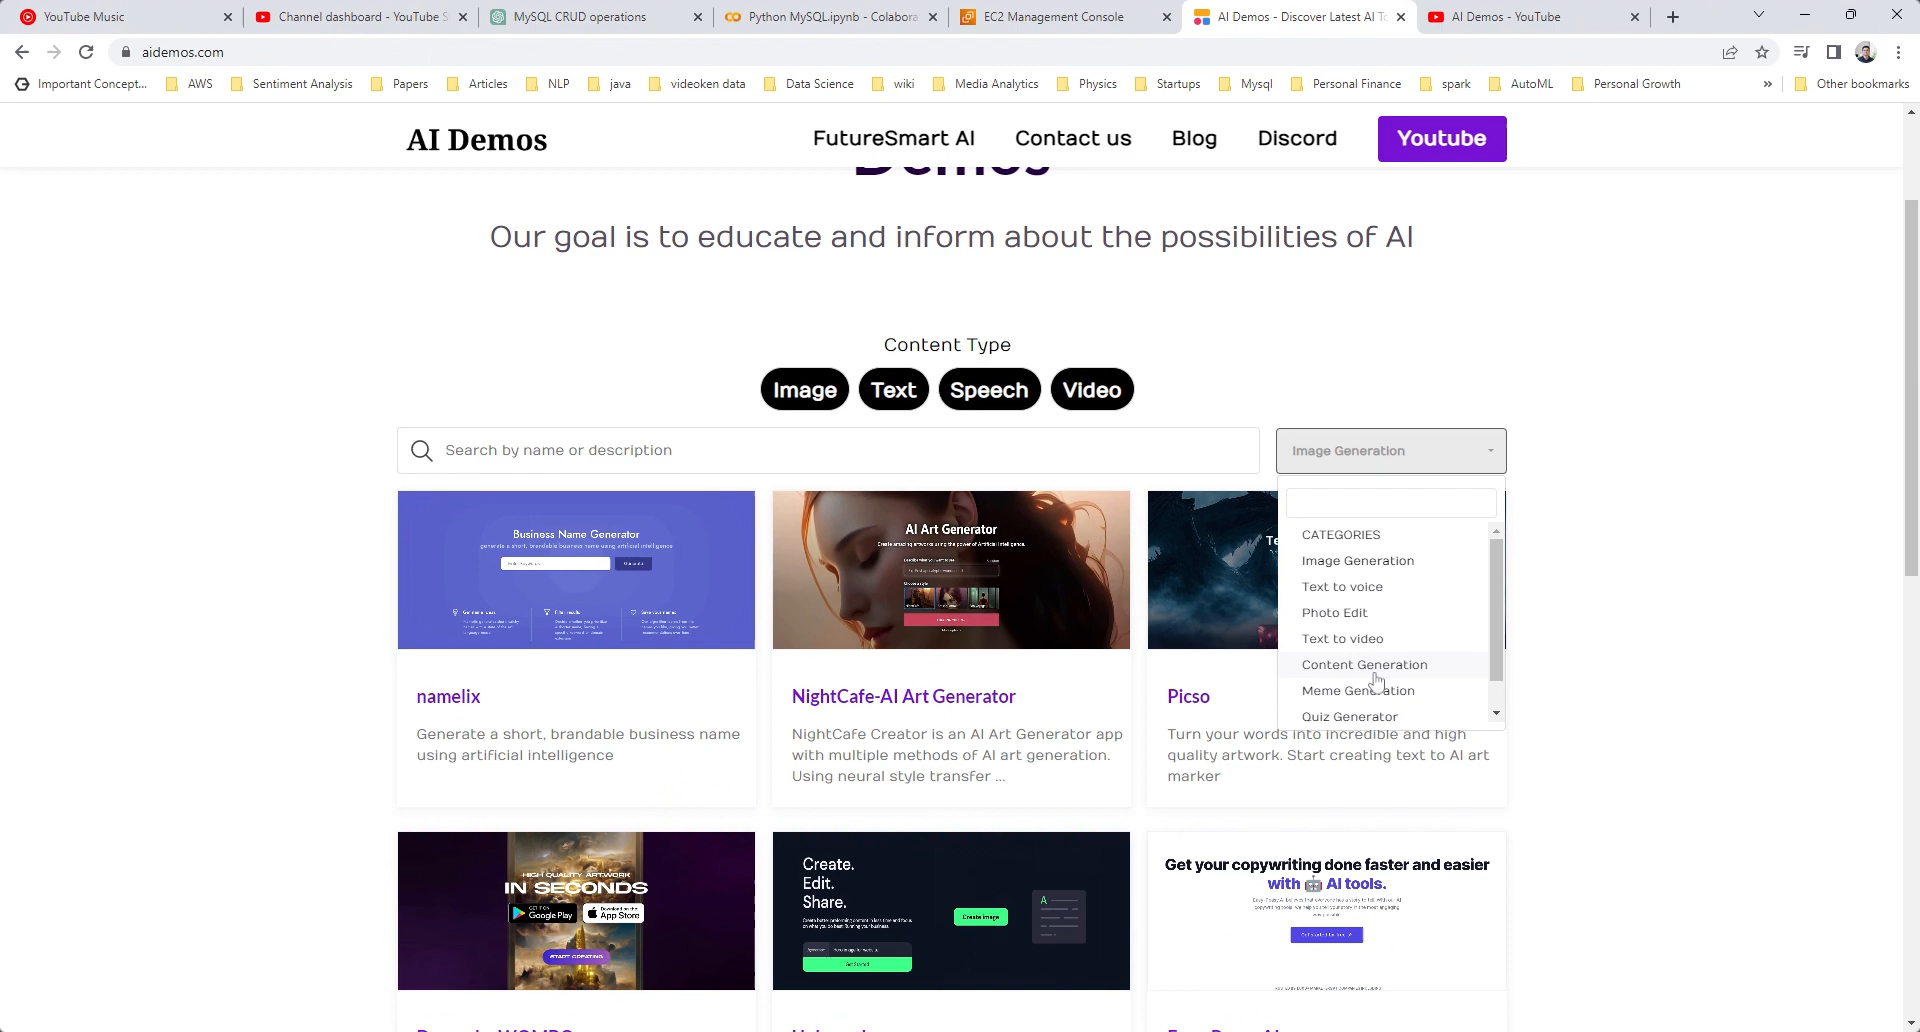 YouTube Music
Channel dashboard - YouTube S
MySQL CRUD operations
Python MySQL.ipynb - Colabora
EC2 Management Console
AI Demos - Discover Latest AI To
AI Demos - YouTube
aidemos.com
Important Concept...
AWS
Sentiment Analysis
Papers
Articles
NLP
java
videoken data
Data Science
wiki
Media Analytics
Physics
Startups
Mysql
Personal Finance
spark
AutoML
Personal Growth
»
Other bookmarks
AI Demos
FutureSmart AI
Contact us
Blog
Discord
Youtube
Demos
Our goal is to educate and inform about the possibilities of AI
Content Type
Image
Text
Speech
Video
Search by name or description
Image Generation
CATEGORIES
Image Generation
Text to voice
Photo Edit
Text to video
Content Generation
Meme Generation
Quiz Generator
Business Name Generator
generate a short, brandable business name using artificial intelligence
AI Art Generator
Create amazing artworks using the power of Artificial Intelligence.
Te
namelix
Generate a short, brandable business name
using artificial intelligence
NightCafe-AI Art Generator
NightCafe Creator is an AI Art Generator app
with multiple methods of AI art generation.
Using neural style transfer ...
Picso
Turn your words into incredible and high
quality artwork. Start creating text to AI art
marker
HIGH QUALITY ARTWORK
IN SECONDS
GET IT ON
Google Play
Download on the
App Store
START CREATING
Create.
Edit.
Share.
Create image
Get Started
A
Get your copywriting done faster and easier
with 🤖 AI tools.